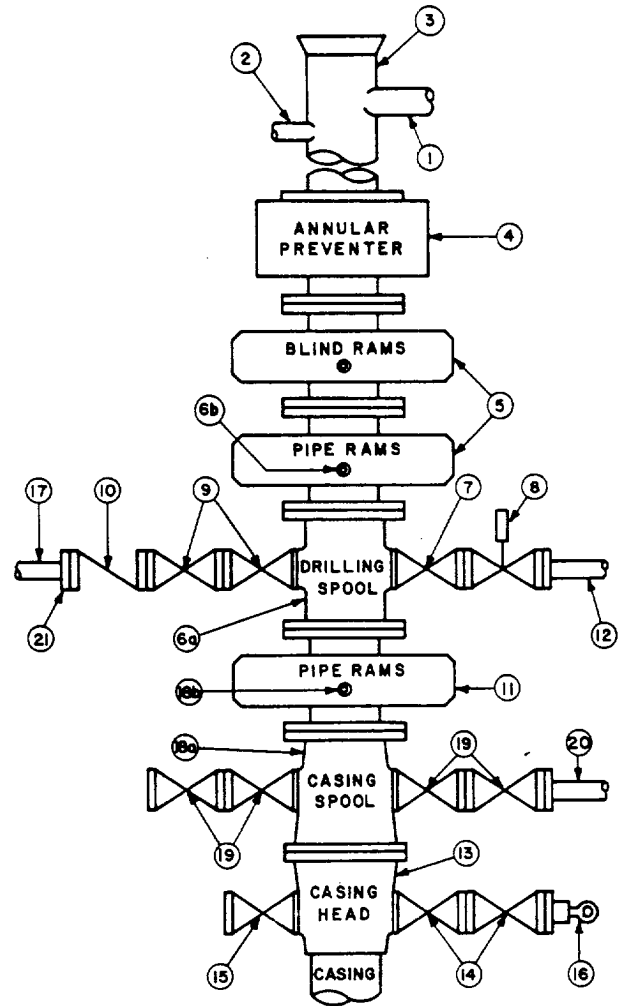 3
2
1
ANNULAR
PREVENTER
4
BLIND RAMS
5
6b
PIPE RAMS
17
10
9
7
8
DRILLING
SPOOL
21
6a
12
PIPE RAMS
18b
11
18a
19
20
CASING
SPOOL
19
13
CASING
HEAD
15
14
16
CASING